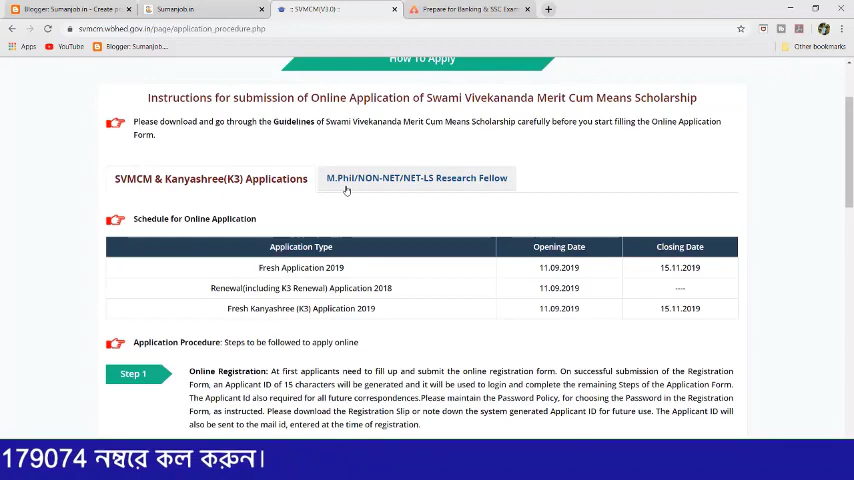 Blogger: Sumanjob.in - Create p
Sumanjob.in
:: SVMCM(V3.0) ::
Prepare for Banking & SSC Exam
svmcm.wbhed.gov.in/page/application_procedure.php
Apps YouTube Blogger: Sumanjob.... Other bookmarks
How To Apply
Instructions for submission of Online Application of Swami Vivekananda Merit Cum Means Scholarship
Please download and go through the Guidelines of Swami Vivekananda Merit Cum Means Scholarship carefully before you start filling the Online Application
Form.
SVMCM & Kanyashree(K3) Applications M.Phil/NON-NET/NET-LS Research Fellow
Schedule for Online Application
Application Type Opening Date Closing Date
Fresh Application 2019 11.09.2019 15.11.2019
Renewal(including K3 Renewal) Application 2018 11.09.2019 ----
Fresh Kanyashree (K3) Application 2019 11.09.2019 15.11.2019
Application Procedure: Steps to be followed to apply online
Step 1
Online Registration: At first applicants need to fill up and submit the online registration form. On successful submission of the Registration
Form, an Applicant ID of 15 characters will be generated and it will be used to login and complete the remaining Steps of the Application Form.
The Applicant Id also required for all future correspondences.Please maintain the Password Policy, for choosing the Password in the Registration
Form, as instructed. Please download the Registration Slip or note down the system generated Applicant ID for future use. The Applicant ID will
also be sent to the mail id, entered at the time of registration.
179074 নম্বরে কল করুন।